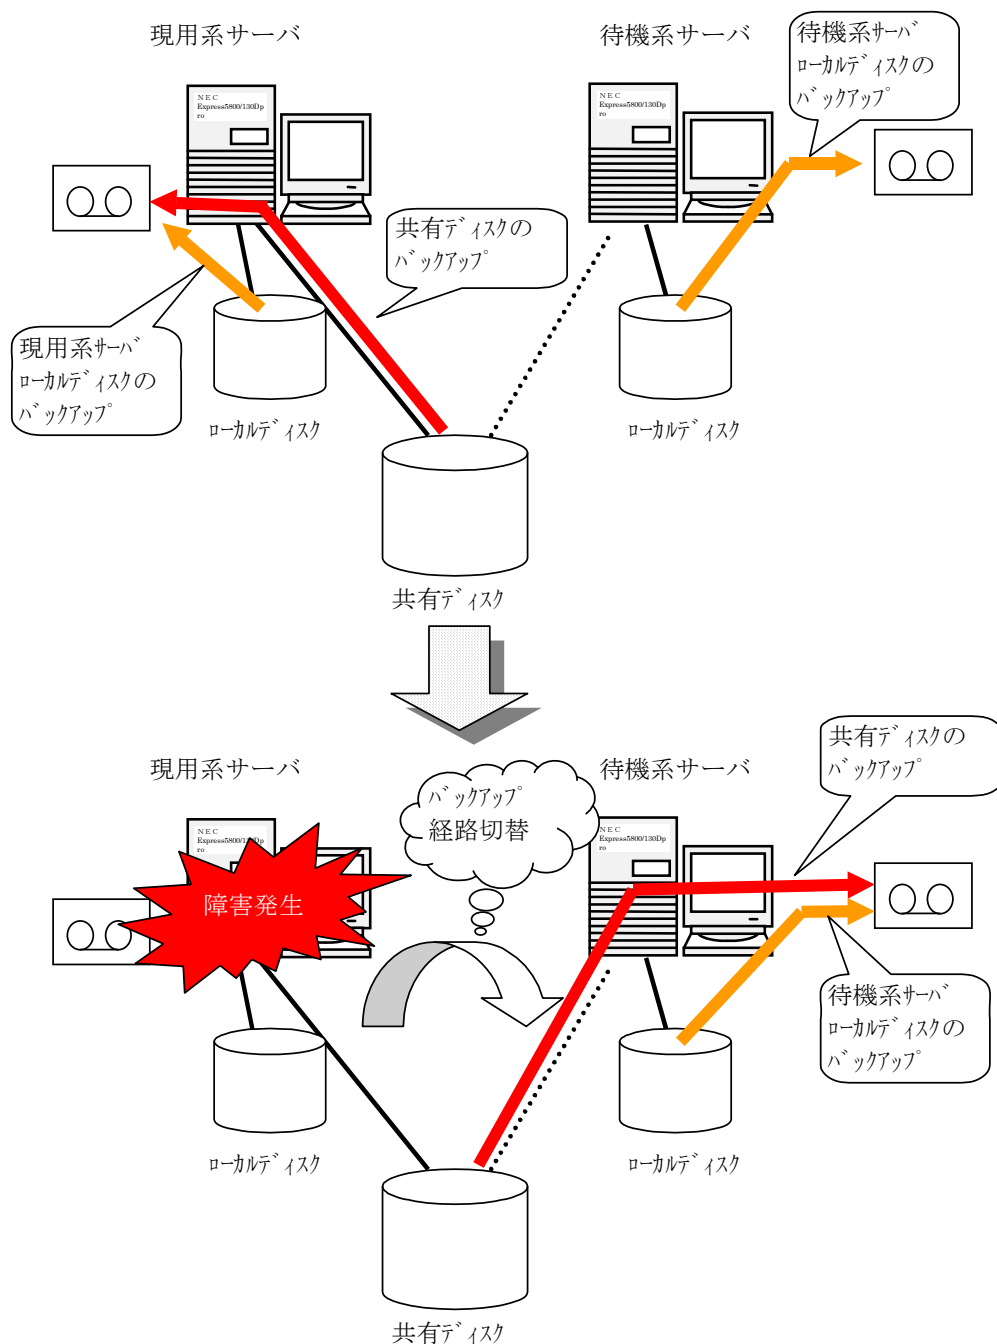 現用系サーバ
待機系サーバ
待機系ｻｰﾊﾞ
ﾛｰｶﾙﾃﾞｨｽｸの
ﾊﾞｯｸｱｯﾌﾟ
NEC
Express5800/130Dp
ro
NEC
Express5800/130Dp
ro
共有ﾃﾞｨｽｸの
ﾊﾞｯｸｱｯﾌﾟ
現用系ｻｰﾊﾞ
ﾛｰｶﾙﾃﾞｨｽｸの
ﾊﾞｯｸｱｯﾌﾟ
ﾛｰｶﾙﾃﾞｨｽｸ
ﾛｰｶﾙﾃﾞｨｽｸ
共有ﾃﾞｨｽｸ
共有ﾃﾞｨｽｸの
ﾊﾞｯｸｱｯﾌﾟ
現用系サーバ
待機系サーバ
ﾊﾞｯｸｱｯﾌﾟ
経路切替
NEC
Express5800/130Dp
ro
NEC
Express5800/130Dp
ro
障害発生
待機系ｻｰﾊﾞ
ﾛｰｶﾙﾃﾞｨｽｸの
ﾊﾞｯｸｱｯﾌﾟ
ﾛｰｶﾙﾃﾞｨｽｸ
ﾛｰｶﾙﾃﾞｨｽｸ
共有ﾃﾞｨｽｸ